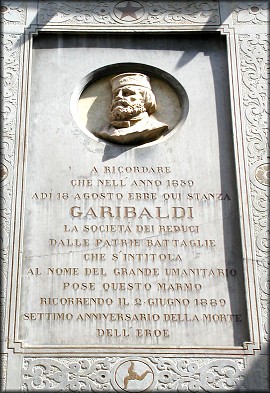 A RICORDARE
CHE NELL' ANNO 1859
ADI 18 AGOSTO EBBE QUI STANZA
GARIBALDI
LA SOCIETÀ DEI REDUCI
DALLE PATRIE BATTAGLIE
CHE S'INTITOLA
AL NOME DEL GRANDE UMANITARIO
POSE QUESTO MARMO
RICORRENDO IL 2 GIUGNO 1889
SETTIMO ANNIVERSARIO DELLA MORTE
DELL' EROE